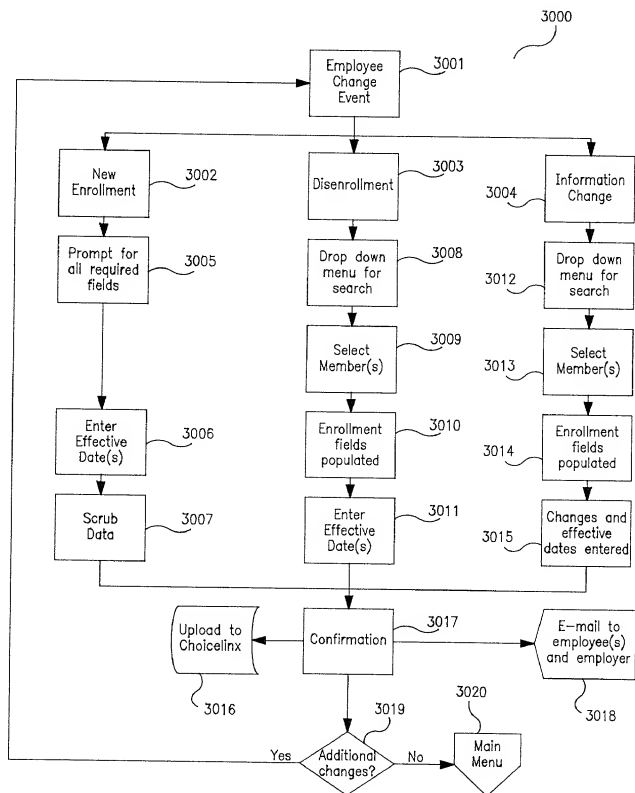 3000
Employee
Change
Event
3001
New
Enrollment
3002
Disenrollment
3003
Information
Change
3004
Prompt for
all required
fields
3005
Drop down
menu for
search
3008
Drop down
menu for
search
3012
Select
Member(s)
3009
Select
Member(s)
3013
Enter
Effective
Date(s)
3006
Enrollment
fields
populated
3010
Enrollment
fields
populated
3014
Scrub
Data
3007
Enter
Effective
Date(s)
3011
Changes and
effective
dates entered
3015
Upload to
Choicelinx
3016
Confirmation
3017
E-mail to
employee(s)
and employer
3018
Additional
changes?
3019
Yes
No
Main
Menu
3020